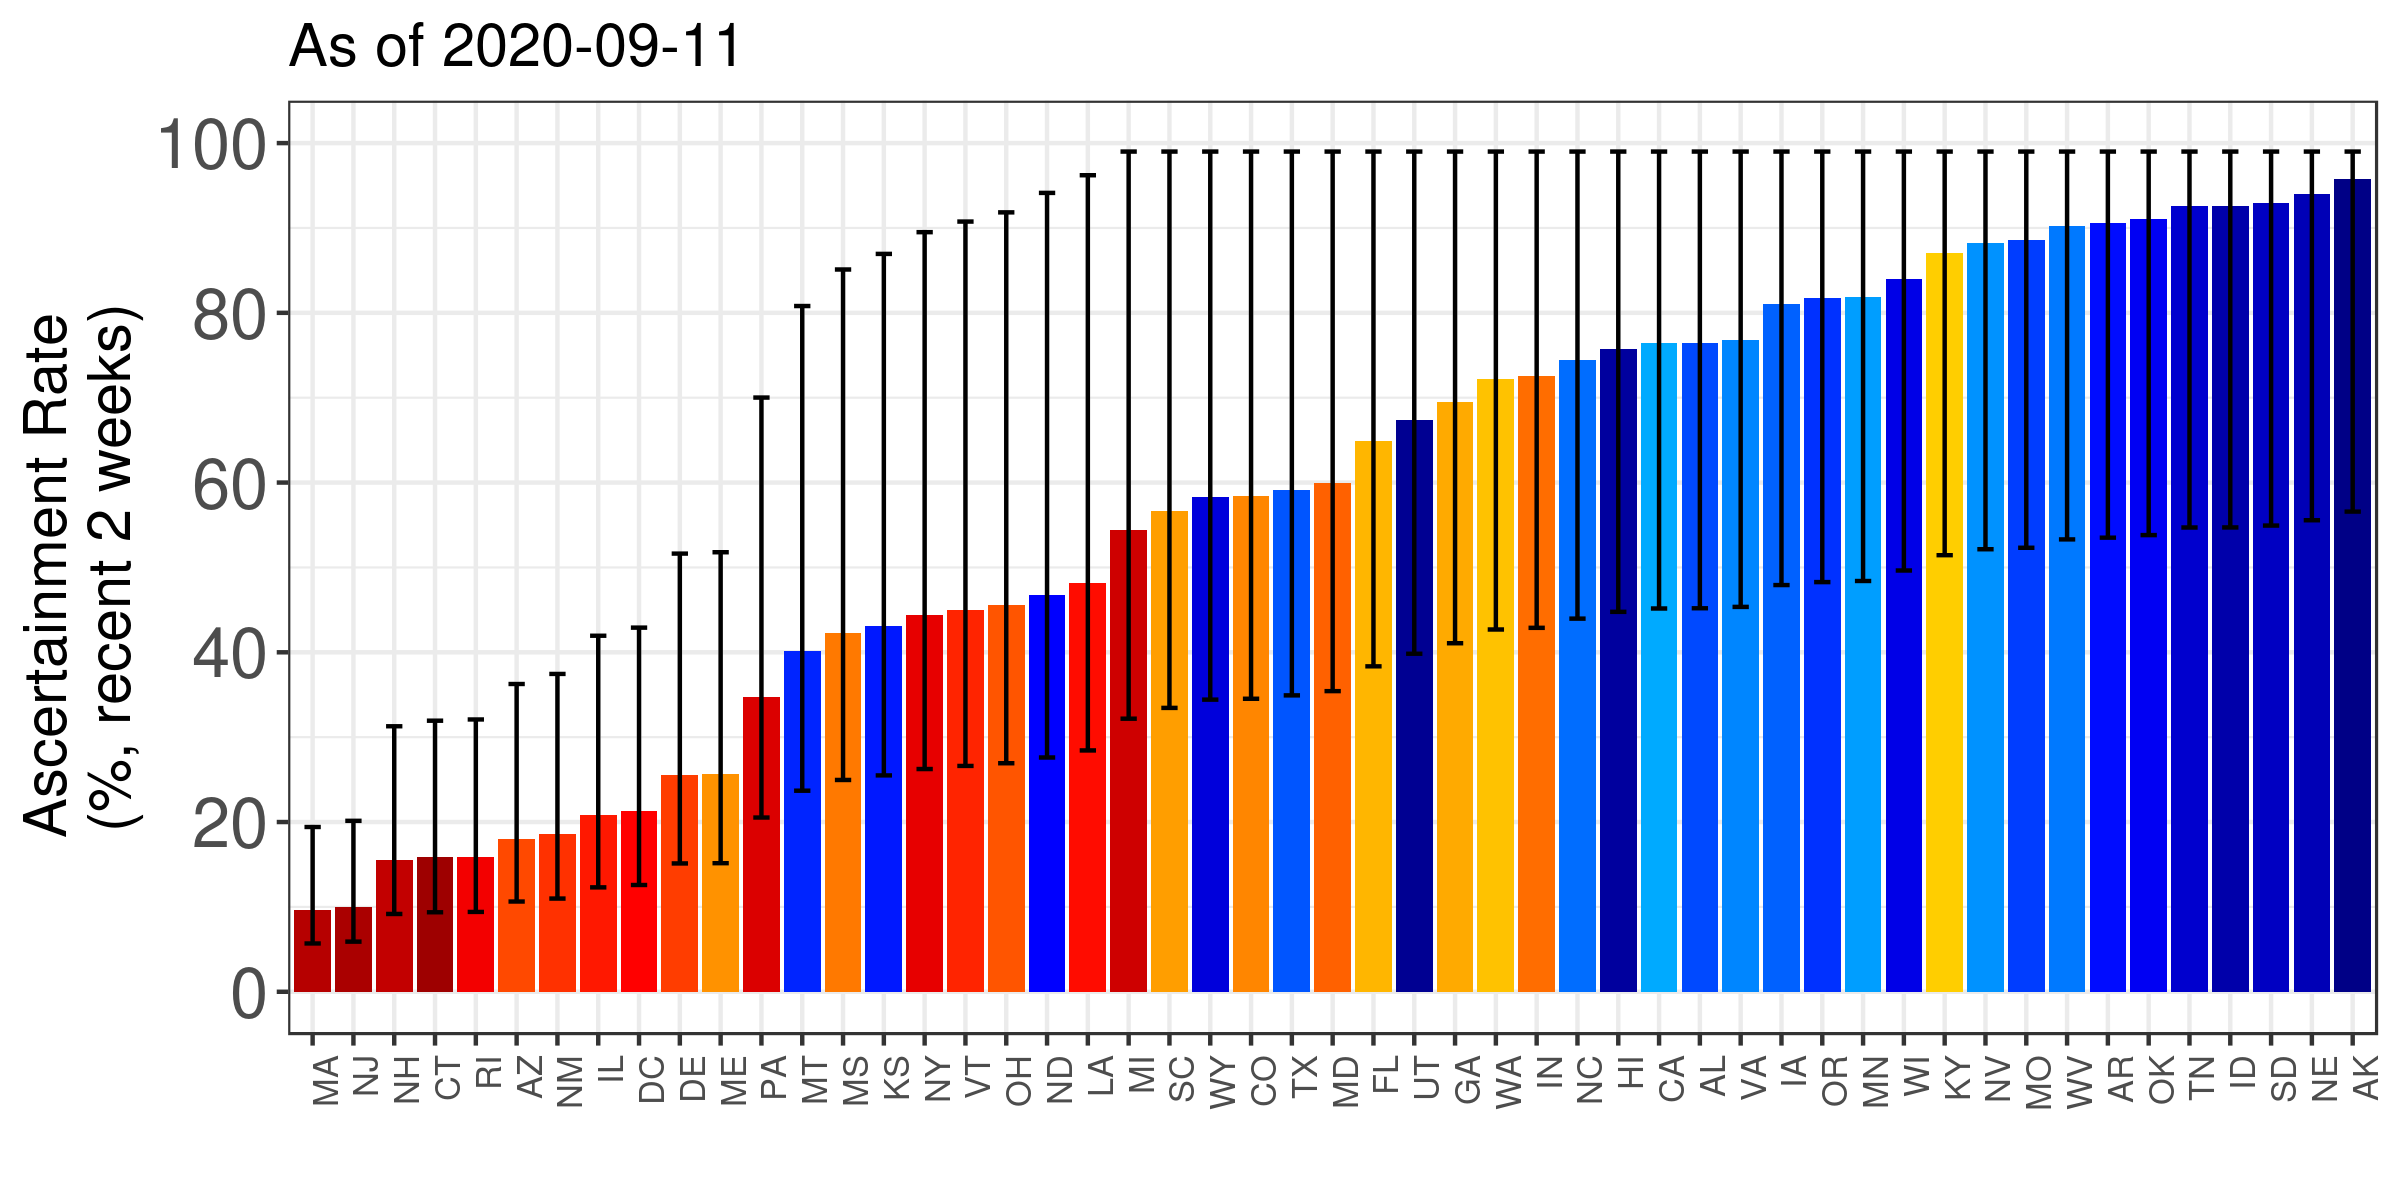 As of 2020-09-11
Ascertainment Rate
(%, recent 2 weeks)
100
80
60
40
20
0
MA NJ NH CT RI AZ NM IL DC DE ME PA MT MS KS NY VT OH ND LA MI SC WY CO TX MD FL UT GA WA IN NC HI CA AL VA IA OR MN WI KY NV MO WV AR OK TN ID SD NE AK